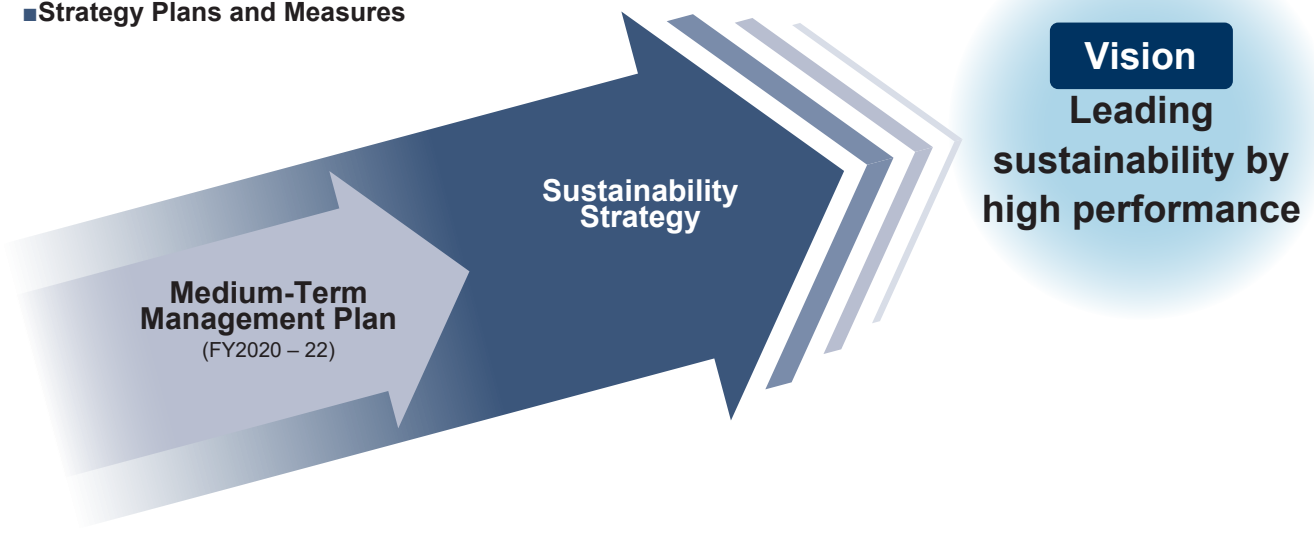 ■Strategy Plans and Measures
Vision
Leading
sustainability by
high performance
Sustainability
Strategy
Medium-Term
Management Plan
(FY2020 – 22)